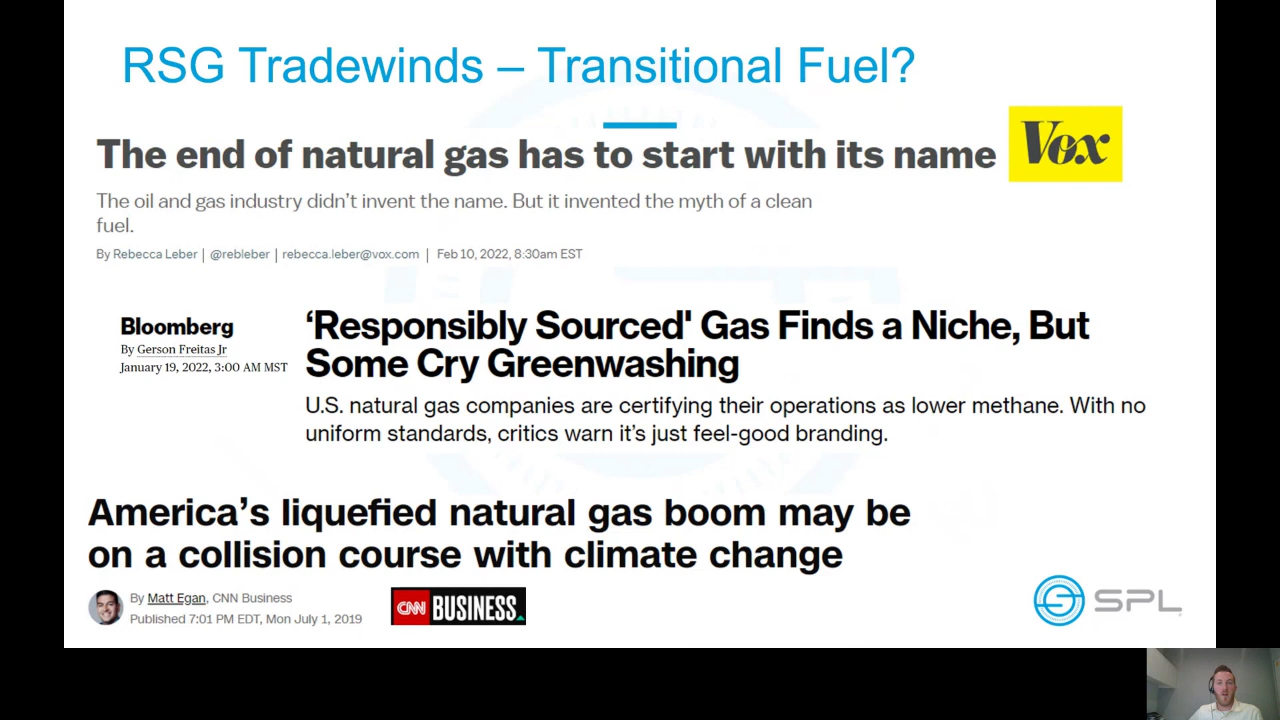 RSG Tradewinds – Transitional Fuel?
The end of natural gas has to start with its name
Vox
The oil and gas industry didn't invent the name. But it invented the myth of a clean
fuel.
By Rebecca Leber | @rebleber | rebecca.leber@vox.com | Feb 10, 2022, 8:30am EST
Bloomberg
By Gerson Freitas Jr
January 19, 2022, 3:00 AM MST
‘Responsibly Sourced' Gas Finds a Niche, But
Some Cry Greenwashing
U.S. natural gas companies are certifying their operations as lower methane. With no
uniform standards, critics warn it’s just feel-good branding.
America’s liquefied natural gas boom may be
on a collision course with climate change
By Matt Egan, CNN Business
Published 7:01 PM EDT, Mon July 1, 2019
CNN BUSINESS
SPL